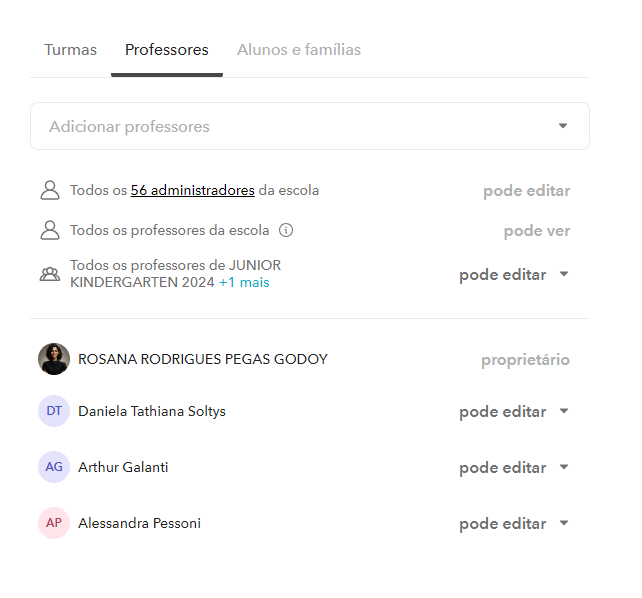 Turmas Professores Alunos e famílias
Adicionar professores
Todos os 56 administradores da escola pode editar
Todos os professores da escola pode ver
Todos os professores de JUNIOR
KINDERGARTEN 2024 +1 mais pode editar
ROSANA RODRIGUES PEGAS GODOY proprietário
DT Daniela Tathiana Soltys pode editar
AG Arthur Galanti pode editar
AP Alessandra Pessoni pode editar